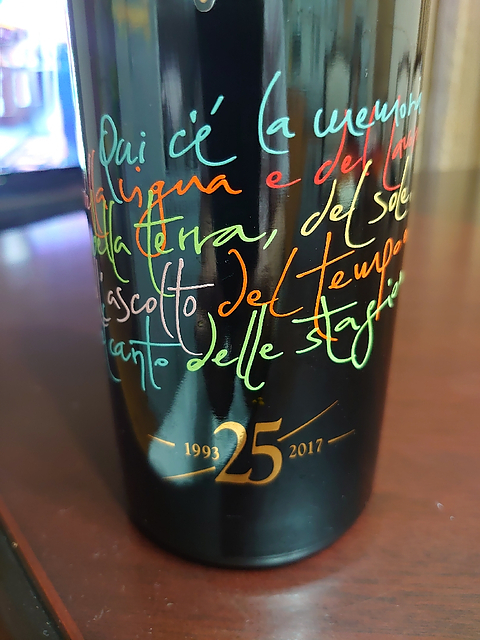 Qui c'é la memoria
della vigna e del lavoro
della terra, del sole
l'ascolto del tempo
canto delle stagioni
1993 25 2017